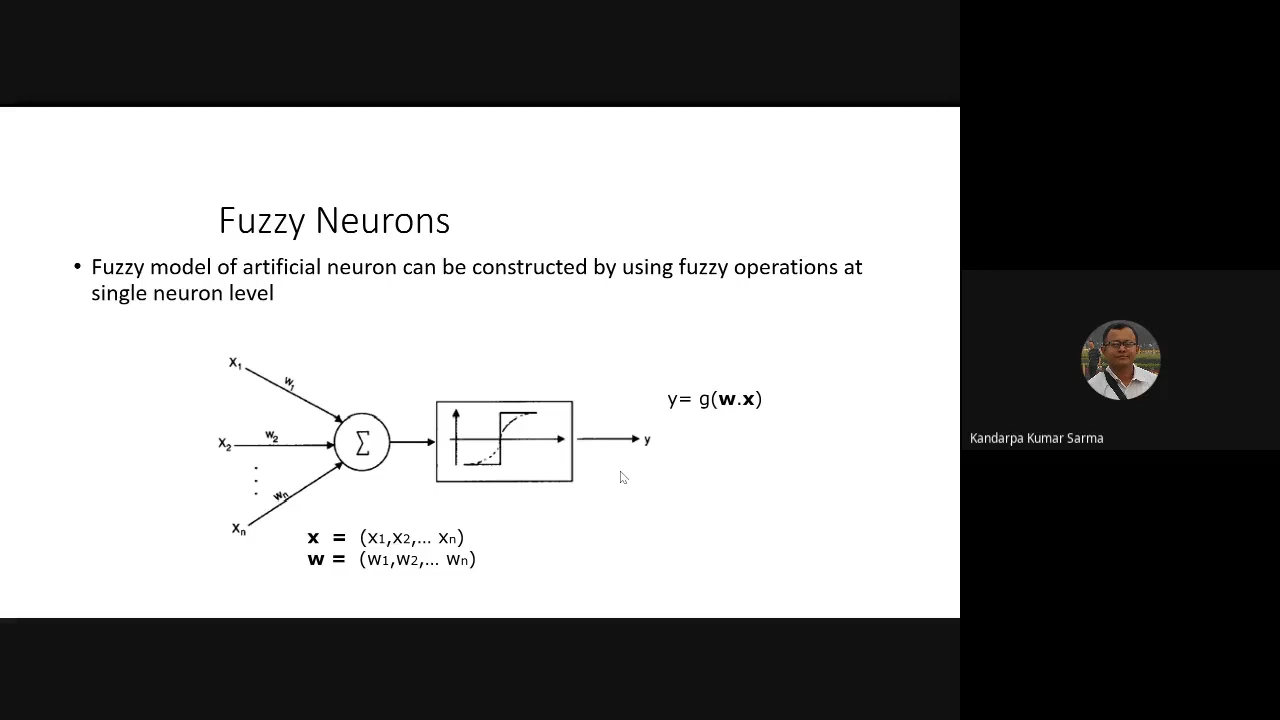 Fuzzy Neurons
• Fuzzy model of artificial neuron can be constructed by using fuzzy operations at
single neuron level
X1
w1
X2
w2
Xn
wn
Σ
y
y= g(w.x)
x = (x1,x2,... xn)
w = (w1,w2,... wn)
Kandarpa Kumar Sarma